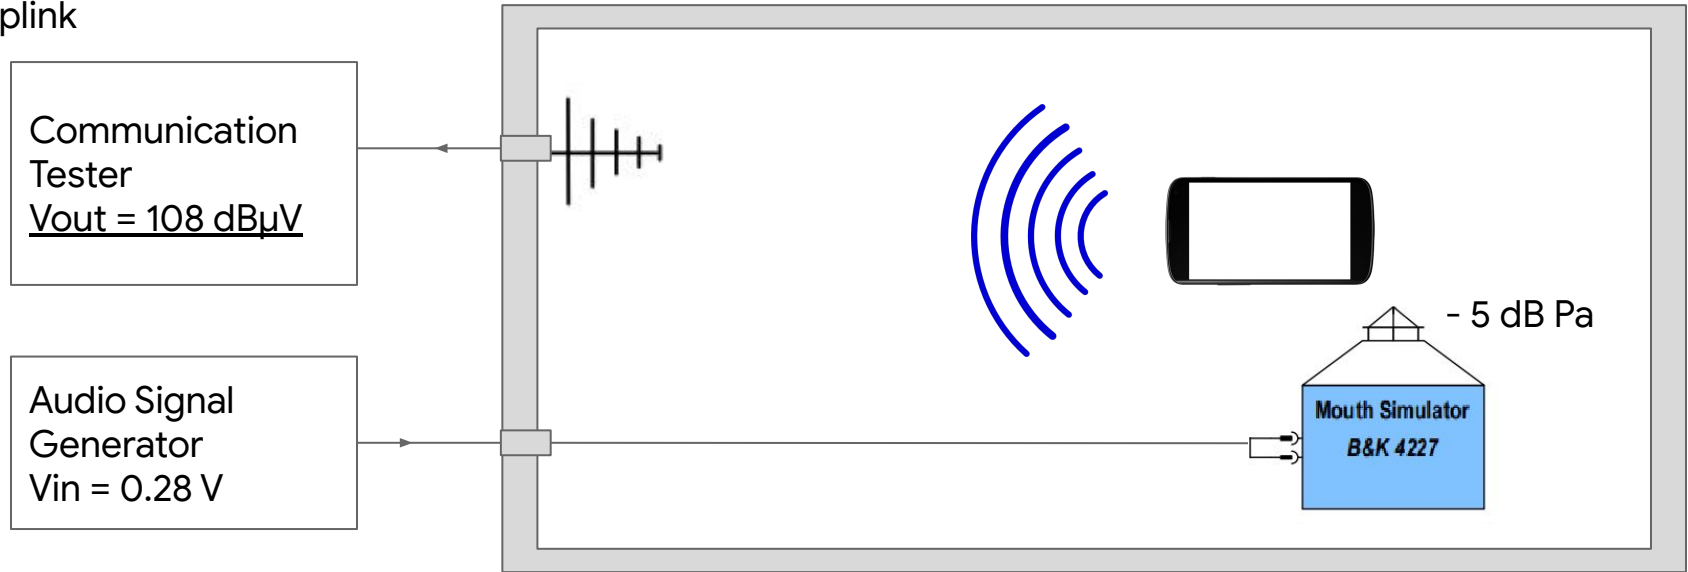 plink
Communication
Tester
Vout = 108 dBµV
- 5 dB Pa
Audio Signal
Generator
Vin = 0.28 V
Mouth Simulator
B&K 4227